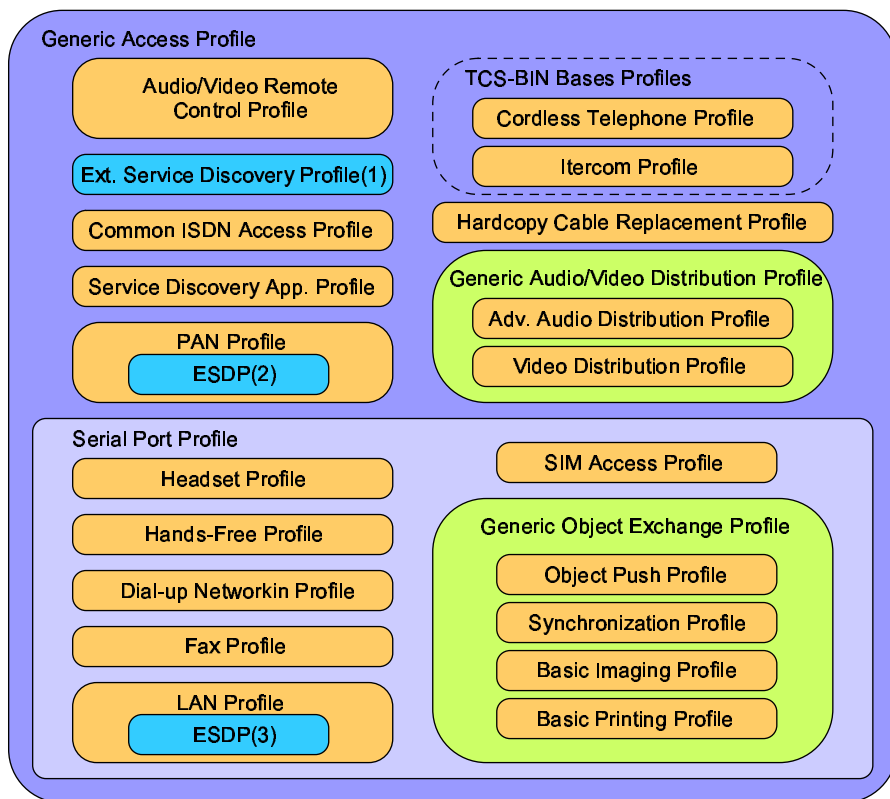 Generic Access Profile
Audio/Video Remote
Control Profile
Ext. Service Discovery Profile(1)
Common ISDN Access Profile
Service Discovery App. Profile
PAN Profile
ESDP(2)
TCS-BIN Bases Profiles
Cordless Telephone Profile
Itercom Profile
Hardcopy Cable Replacement Profile
Generic Audio/Video Distribution Profile
Adv. Audio Distribution Profile
Video Distribution Profile
Serial Port Profile
Headset Profile
Hands-Free Profile
Dial-up Networkin Profile
Fax Profile
LAN Profile
ESDP(3)
SIM Access Profile
Generic Object Exchange Profile
Object Push Profile
Synchronization Profile
Basic Imaging Profile
Basic Printing Profile